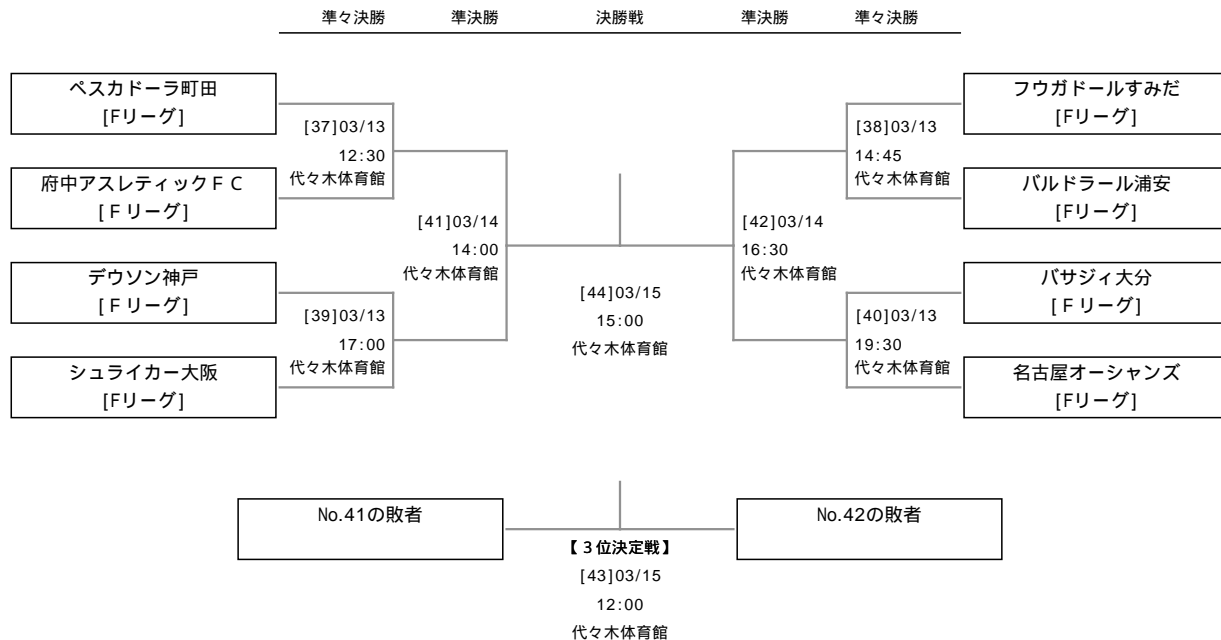 準々決勝 準決勝 決勝戦 準決勝 準々決勝
ペスカドーラ町田
[Fリーグ]
[37]03/13
12:30
代々木体育館
府中アスレティックＦＣ
[Ｆリーグ]
[41]03/14
14:00
代々木体育館
デウソン神戸
[Ｆリーグ]
[39]03/13
17:00
代々木体育館
シュライカー大阪
[Fリーグ]
[44]03/15
15:00
代々木体育館
フウガドールすみだ
[Fリーグ]
[38]03/13
14:45
代々木体育館
バルドラール浦安
[Fリーグ]
[42]03/14
16:30
代々木体育館
バサジィ大分
[Ｆリーグ]
[40]03/13
19:30
代々木体育館
名古屋オーシャンズ
[Fリーグ]
No.41の敗者
No.42の敗者
【３位決定戦】
[43]03/15
12:00
代々木体育館